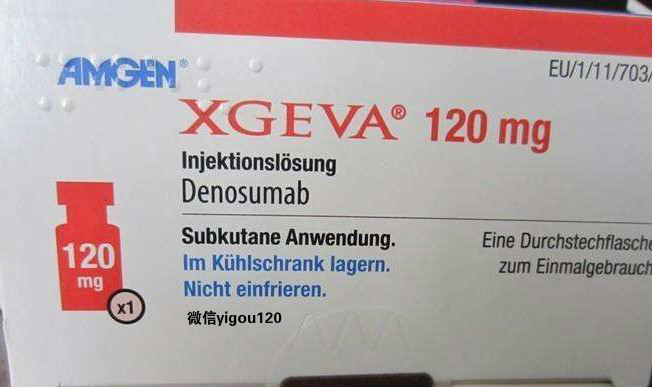 AMGEN®
EU/1/11/703/
XGEVA® 120 mg
Injektionslösung
Denosumab
Subkutane Anwendung.
Im Kühlschrank lagern.
Nicht einfrieren.
Eine Durchstechflasche
zum Einmalgebrauch
120
mg
x1
微信yigou120